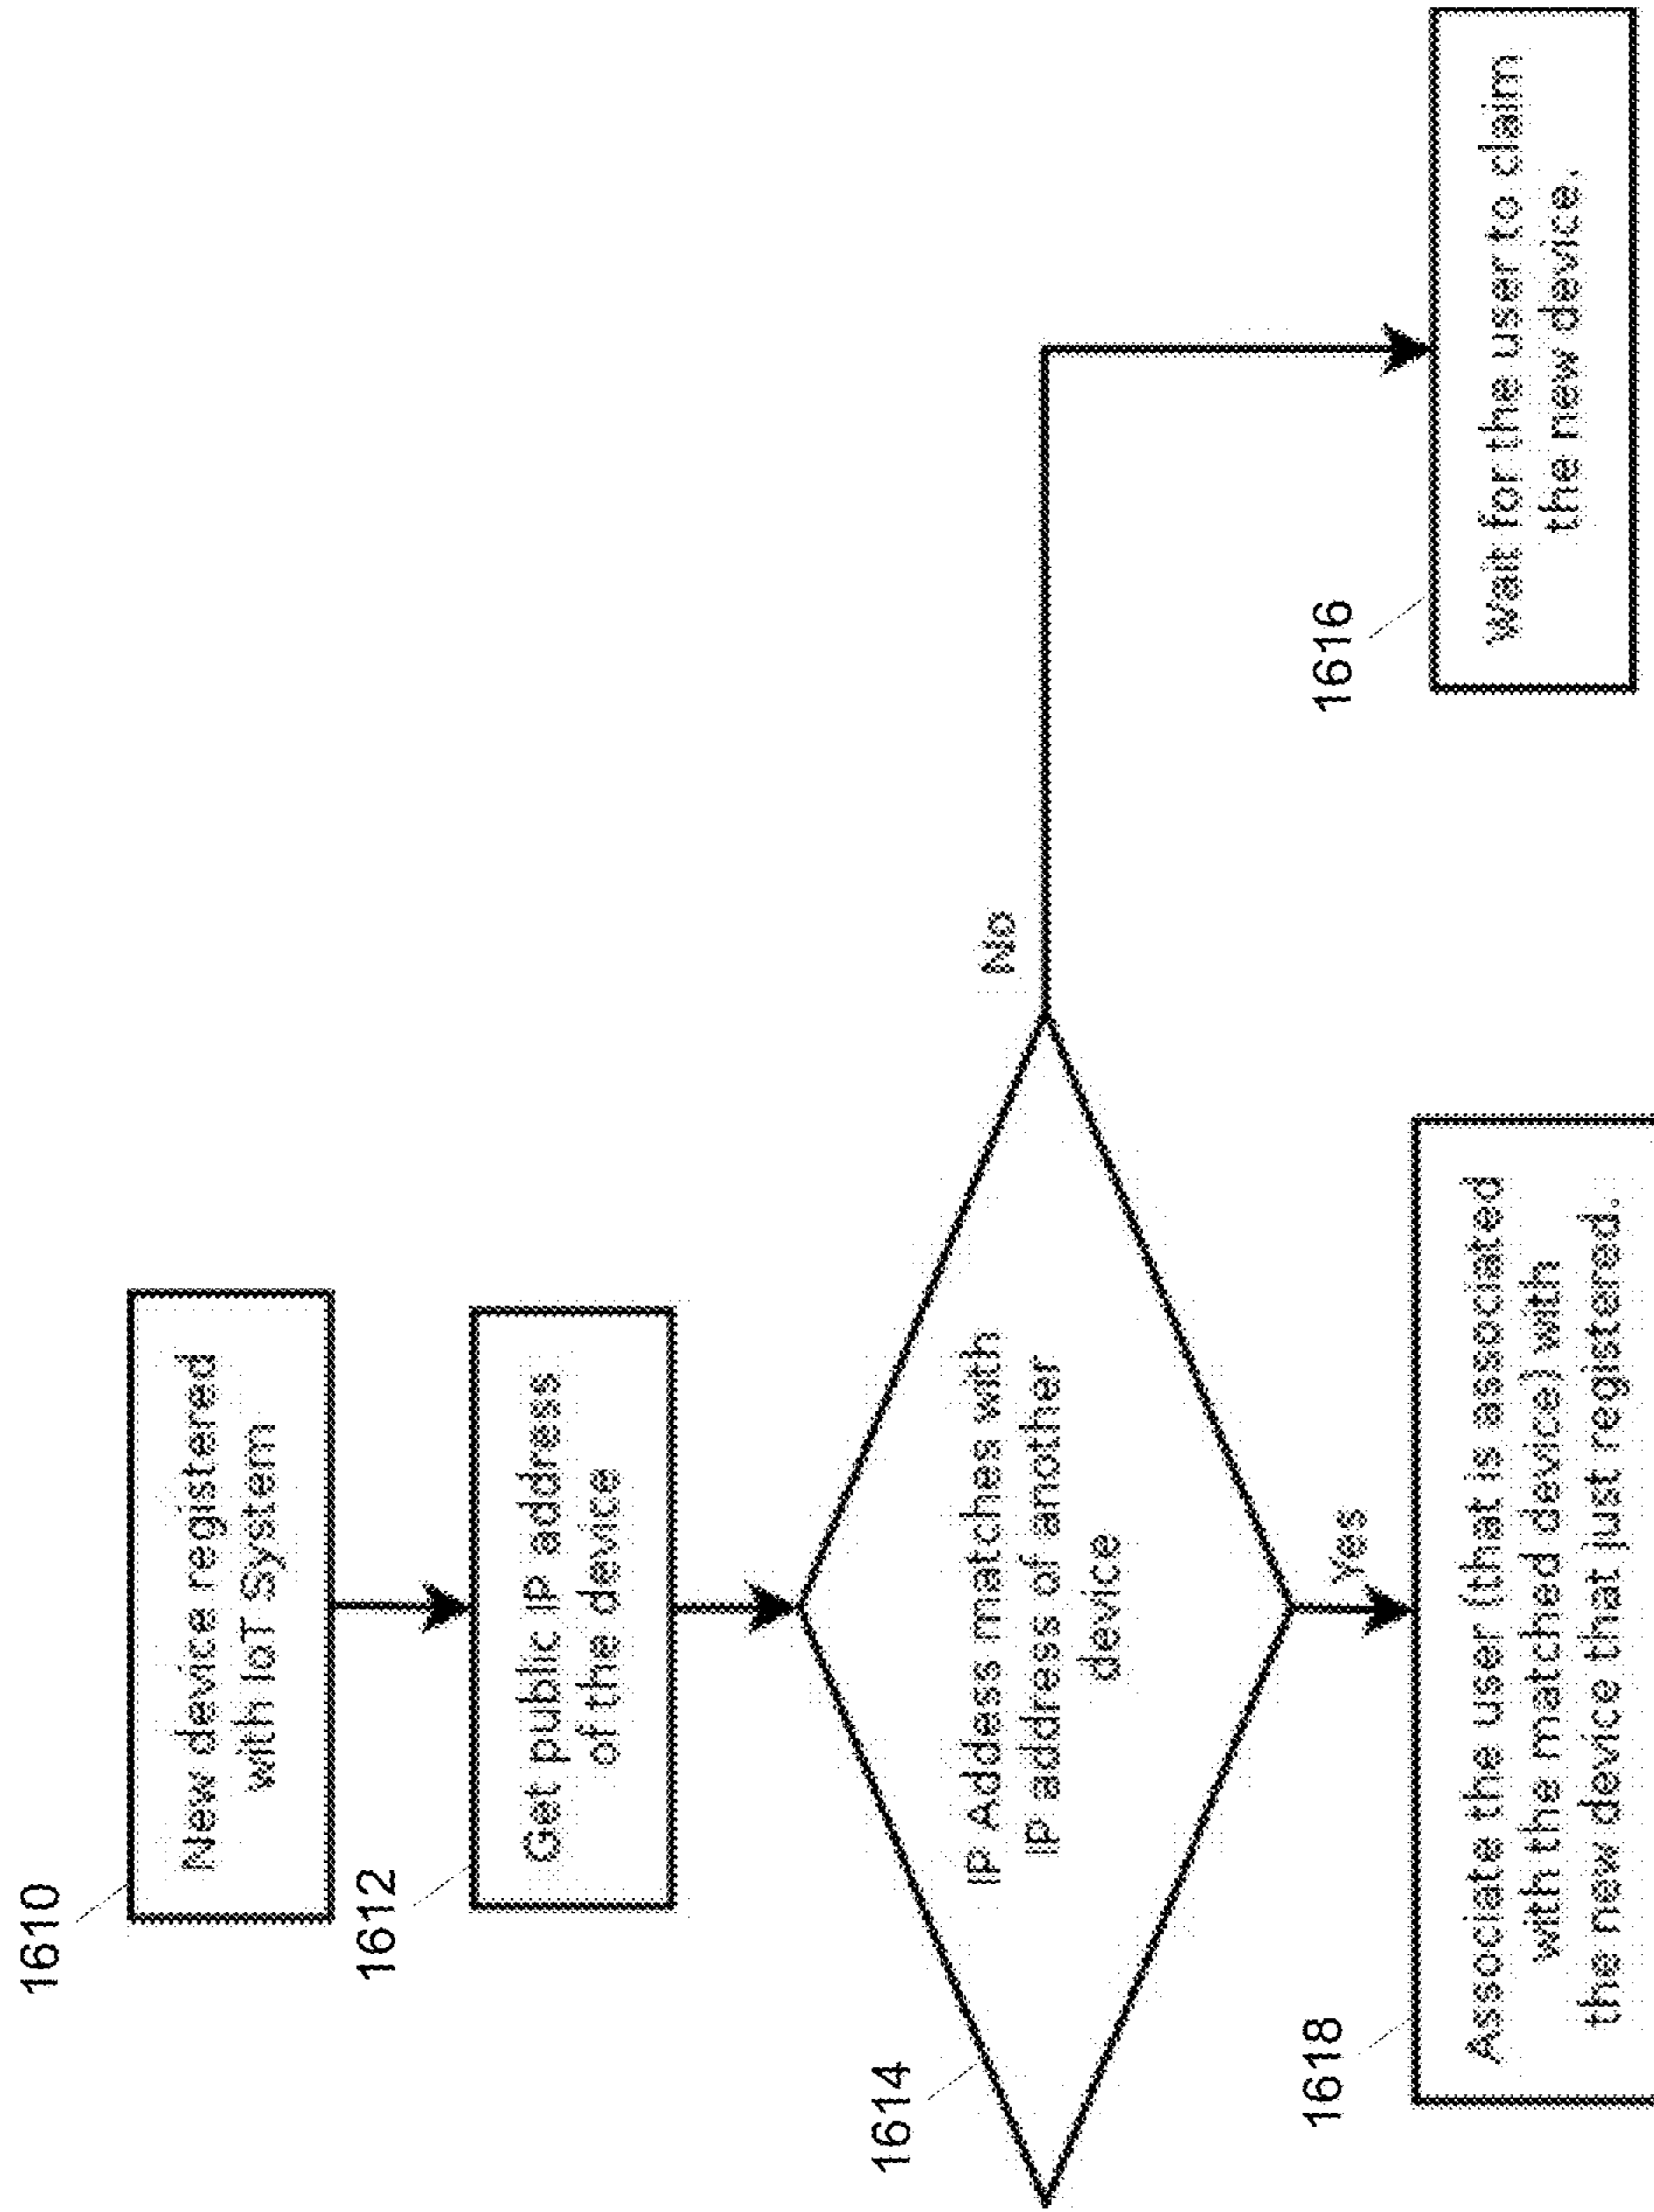 1610
New device registered
with IoT System
1612
Get public IP address
of the device
1614
IP Addess matches with
IP address of another
device
No
Yes
1616
Wait for the user to claim
the new device.
1618
Associate the user (that is associated
with the matched device) with
the new device that just registered.